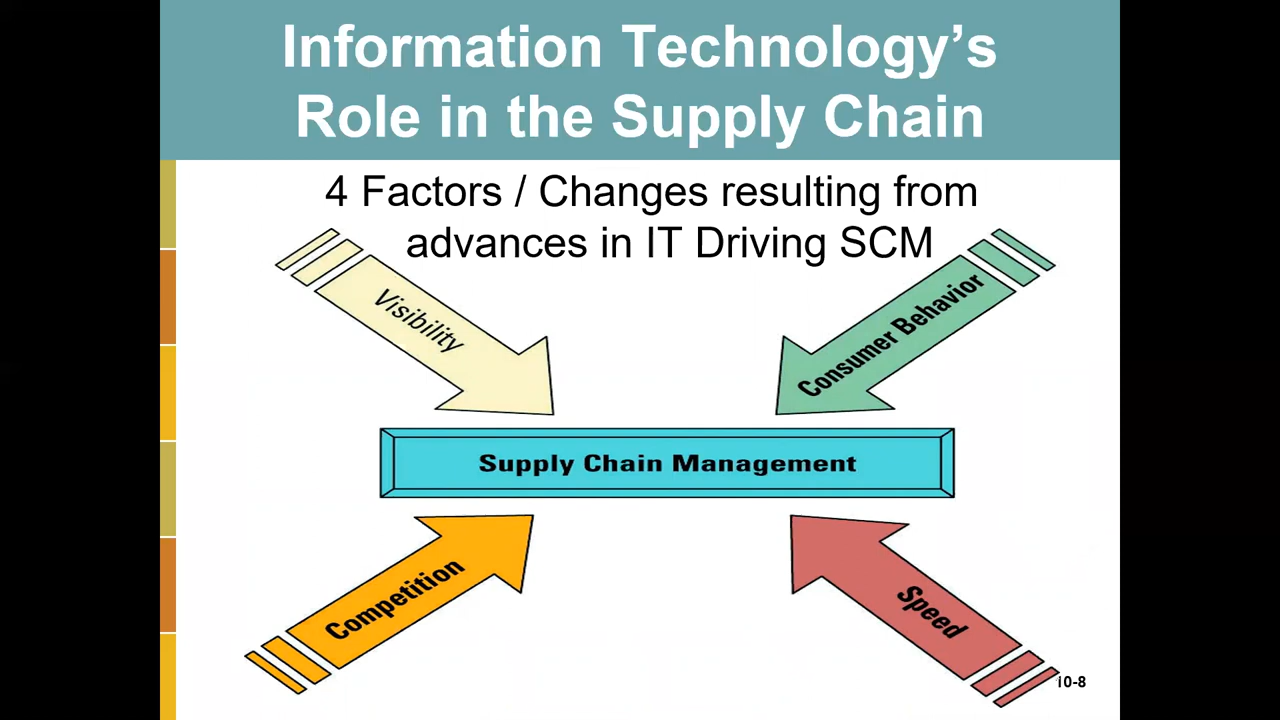 Information Technology’s
Role in the Supply Chain
4 Factors / Changes resulting from
advances in IT Driving SCM
Visibility
Consumer Behavior
Supply Chain Management
Competition
Speed
10-8